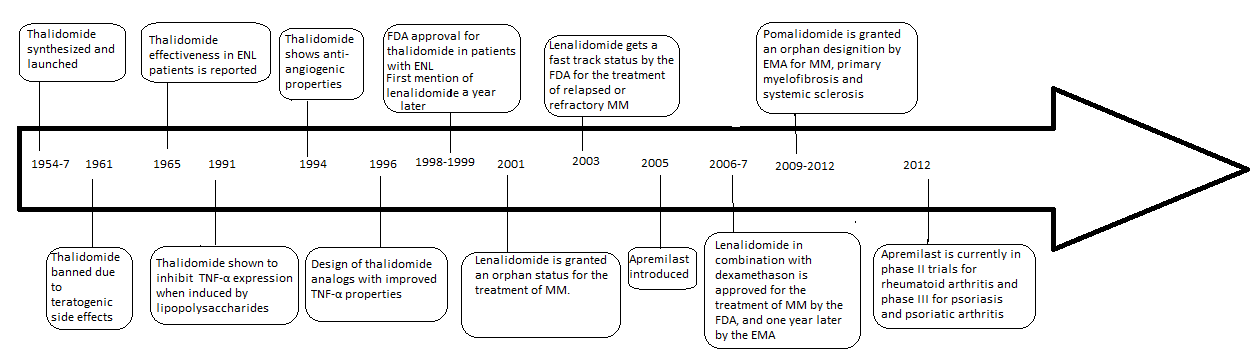 Thalidomide
synthesized and
launched
Thalidomide
effectiveness in ENL
patients is reported
Thalidomide
shows anti-
angiogenic
properties
FDA approval for
thalidomide in patients
with ENL
First mention of
lenalidomide a year
later
Lenalidomide gets a
fast track status by the
FDA for the treatment
of relapsed or
refractory MM
Pomalidomide is granted
an orphan designition by
EMA for MM, primary
myelofibrosis and
systemic sclerosis
1954-7
1961
1965
1991
1994
1996
1998-1999
2001
2003
2005
2006-7
2009-2012
2012
Thalidomide
banned due
to
teratogenic
side effects
Thalidomide shown to
inhibit TNF-α expression
when induced by
lipopolysaccharides
Design of thalidomide
analogs with improved
TNF-α properties
Lenalidomide is granted
an orphan status for the
treatment of MM.
Apremilast
introduced
Lenalidomide in
combination with
dexamethason is
approved for the
treatment of MM by the
FDA, and one year later
by the EMA
Apremilast is currently in
phase II trials for
rheumatoid arthritis and
phase III for psoriasis
and psoriatic arthritis